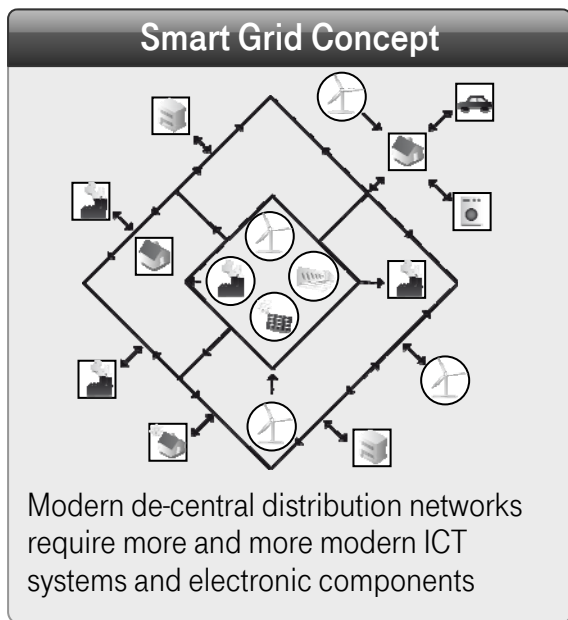 Smart Grid Concept
Modern de-central distribution networks
require more and more modern ICT
systems and electronic components